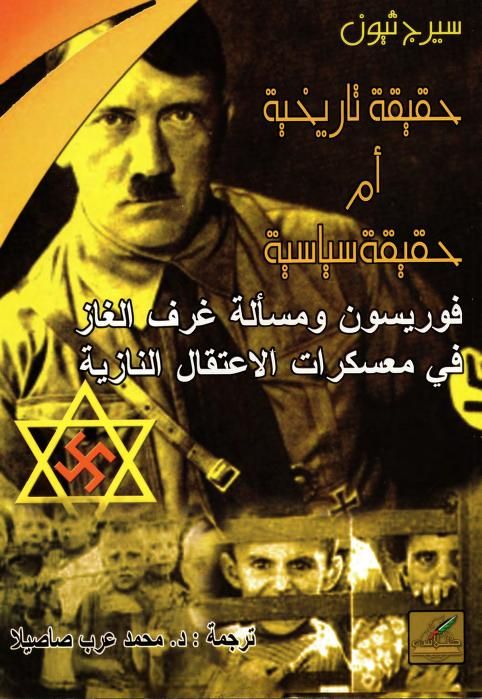 سيرج ثيون
حقيقة تاريخية
أم
حقيقة سياسية
فوريسون ومسألة غرف الغاز
في معسكرات الاعتقال النازية
ترجمة : د. محمد عرب صاصيلا